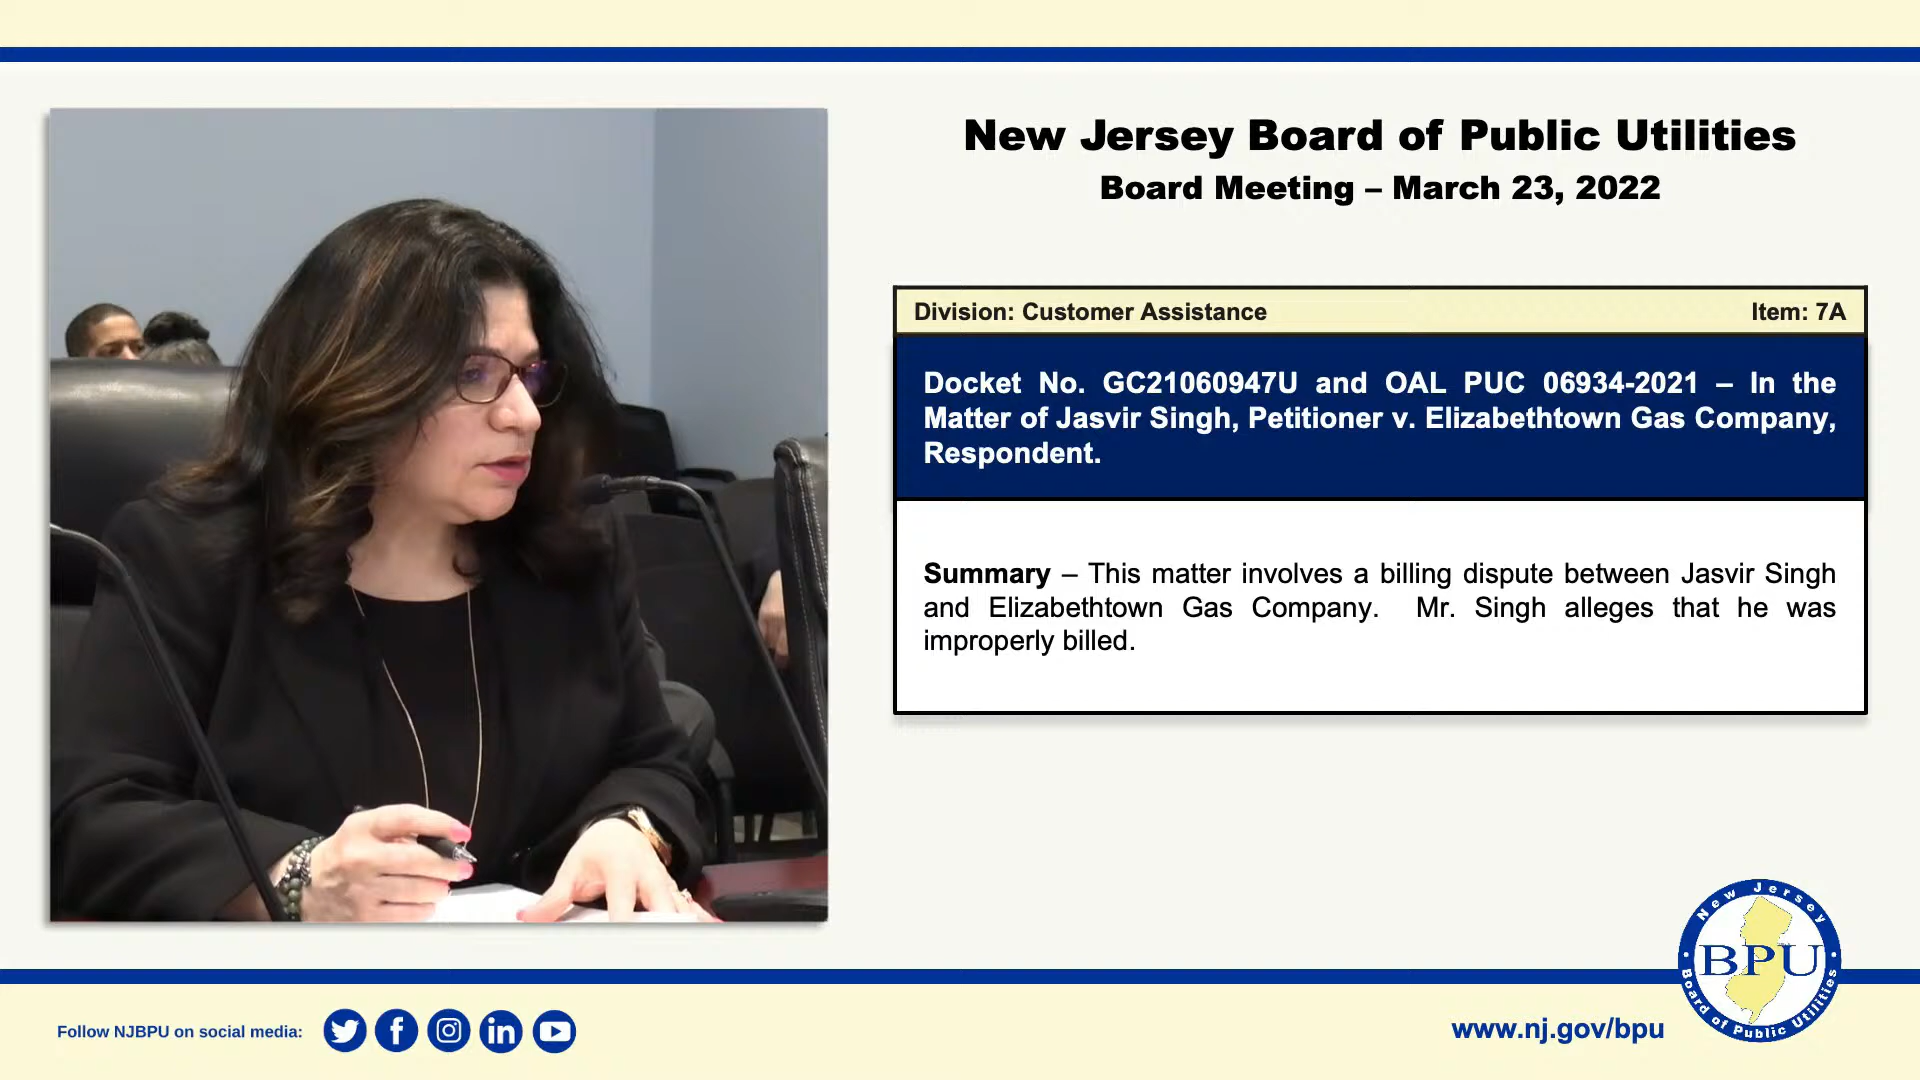 New Jersey Board of Public Utilities
Board Meeting – March 23, 2022
Division: Customer Assistance Item: 7A
Docket No. GC21060947U and OAL PUC 06934-2021 – In the
Matter of Jasvir Singh, Petitioner v. Elizabethtown Gas Company,
Respondent.
Summary – This matter involves a billing dispute between Jasvir Singh
and Elizabethtown Gas Company. Mr. Singh alleges that he was
improperly billed.
New Jersey
BPU
Board of Public Utilities
Follow NJBPU on social media:
www.nj.gov/bpu